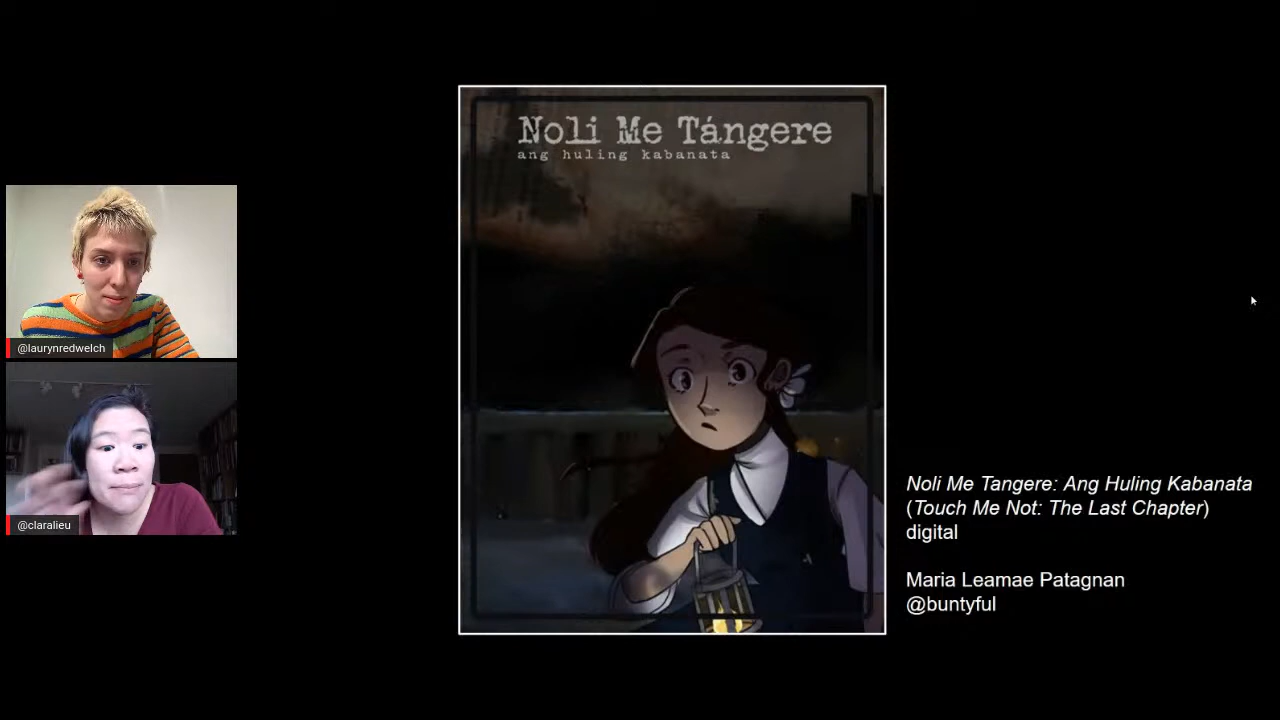 Noli Me Tángere
ang huling kabanata
@laurynredwelch
@claralieu
Noli Me Tangere: Ang Huling Kabanata
(Touch Me Not: The Last Chapter)
digital
Maria Leamae Patagnan
@buntyful